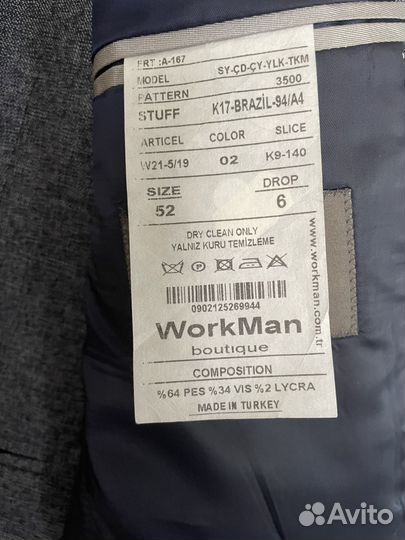 FRT :A-167
MODEL SY-ÇD-ÇY-YLK-TKM
PATTERN 3500
STUFF K17-BRAZİL-94/A4
ARTICEL COLOR SLICE
W21-5/19 02 K9-140
SIZE DROP
52 6
DRY CLEAN ONLY
YALNIZ KURU TEMİZLEME
0902125269944
WorkMan
boutıque
www.workman.com.tr
COMPOSITION
%64 PES %34 VIS %2 LYCRA
MADE IN TURKEY
Avito